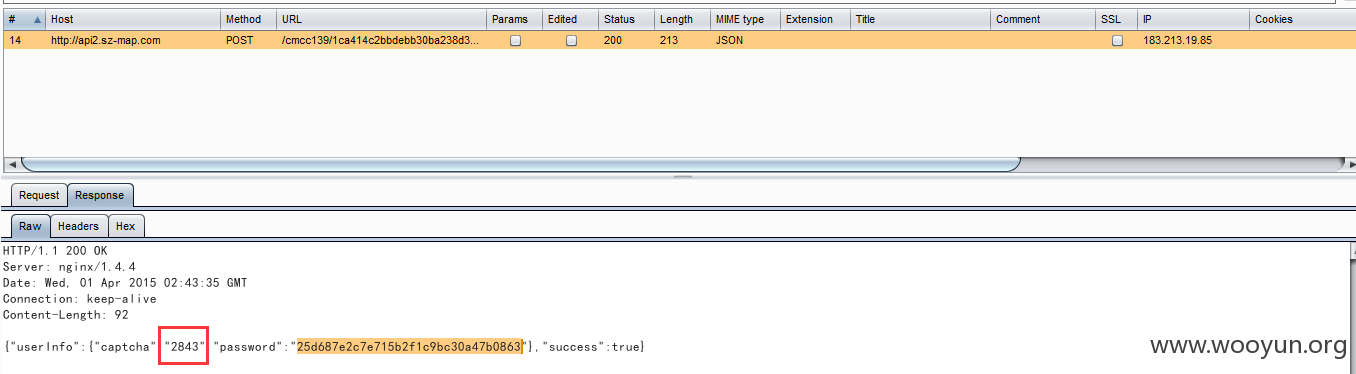 # Host Method URL Params Edited Status Length MIME type Extension Title Comment SSL IP Cookies
14 http://api2.sz-map.com POST /cmcc139/1ca414c2bbdebb30ba238d3... 200 213 JSON 183.213.19.85
Request Response
Raw Headers Hex
HTTP/1.1 200 OK
Server: nginx/1.4.4
Date: Wed, 01 Apr 2015 02:43:35 GMT
Connection: keep-alive
Content-Length: 92
{"userInfo":{"captcha" "2843" "password":"25d687e2c7e715b2f1c9bc30a47b0863"},"success":true}
www.wooyun.org